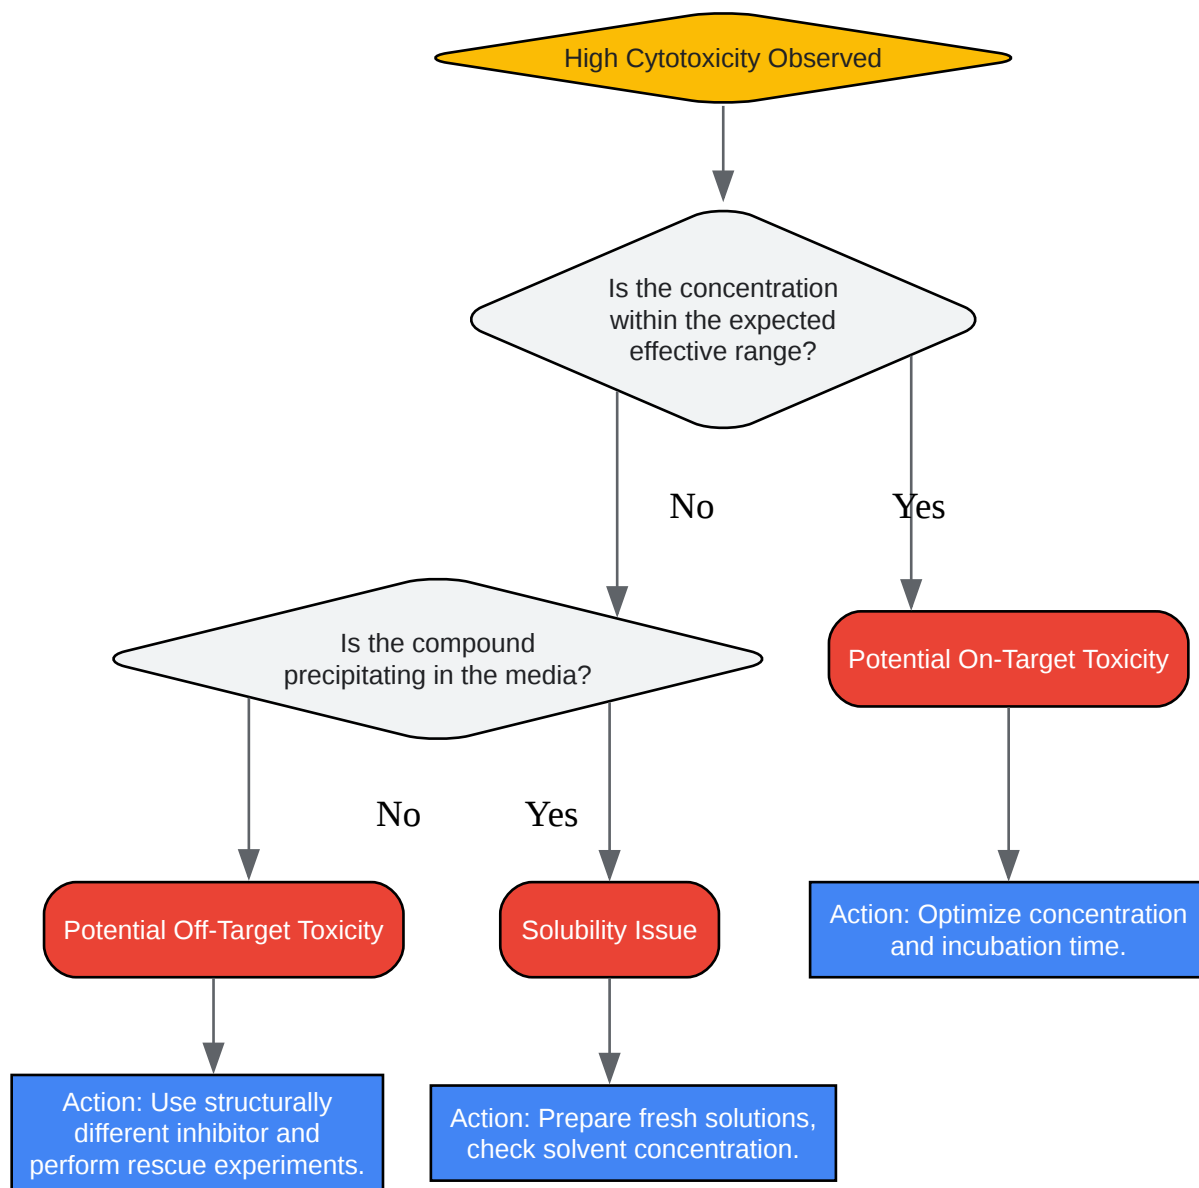 High Cytotoxicity Observed
Is the concentration
within the expected
effective range?
No
Yes
Is the compound
precipitating in the media?
Potential On-Target Toxicity
No
Yes
Potential Off-Target Toxicity
Solubility Issue
Action: Optimize concentration
and incubation time.
Action: Use structurally
different inhibitor and
perform rescue experiments.
Action: Prepare fresh solutions,
check solvent concentration.